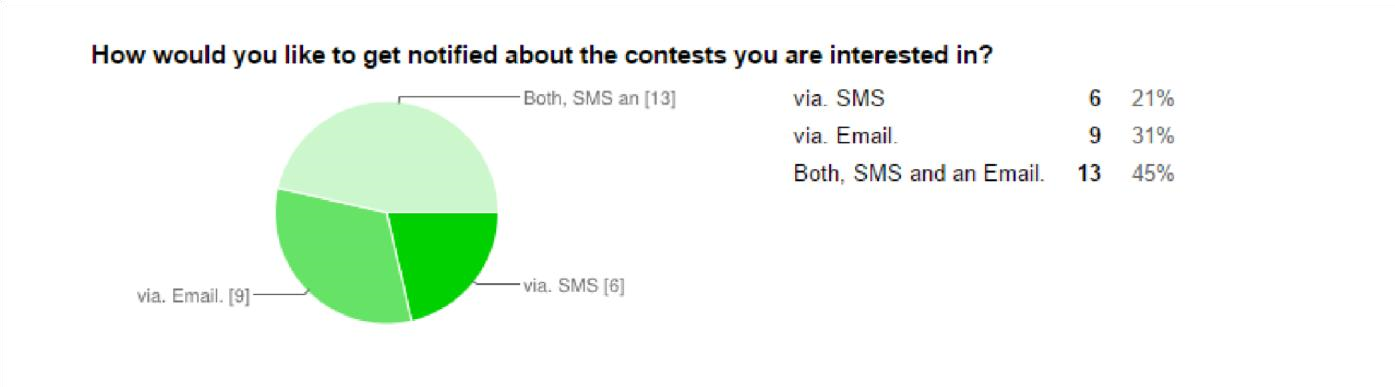 How would you like to get notified about the contests you are interested in?
Both, SMS an [13]
via. Email. [9]
via. SMS [6]
via. SMS 6 21%
via. Email. 9 31%
Both, SMS and an Email. 13 45%